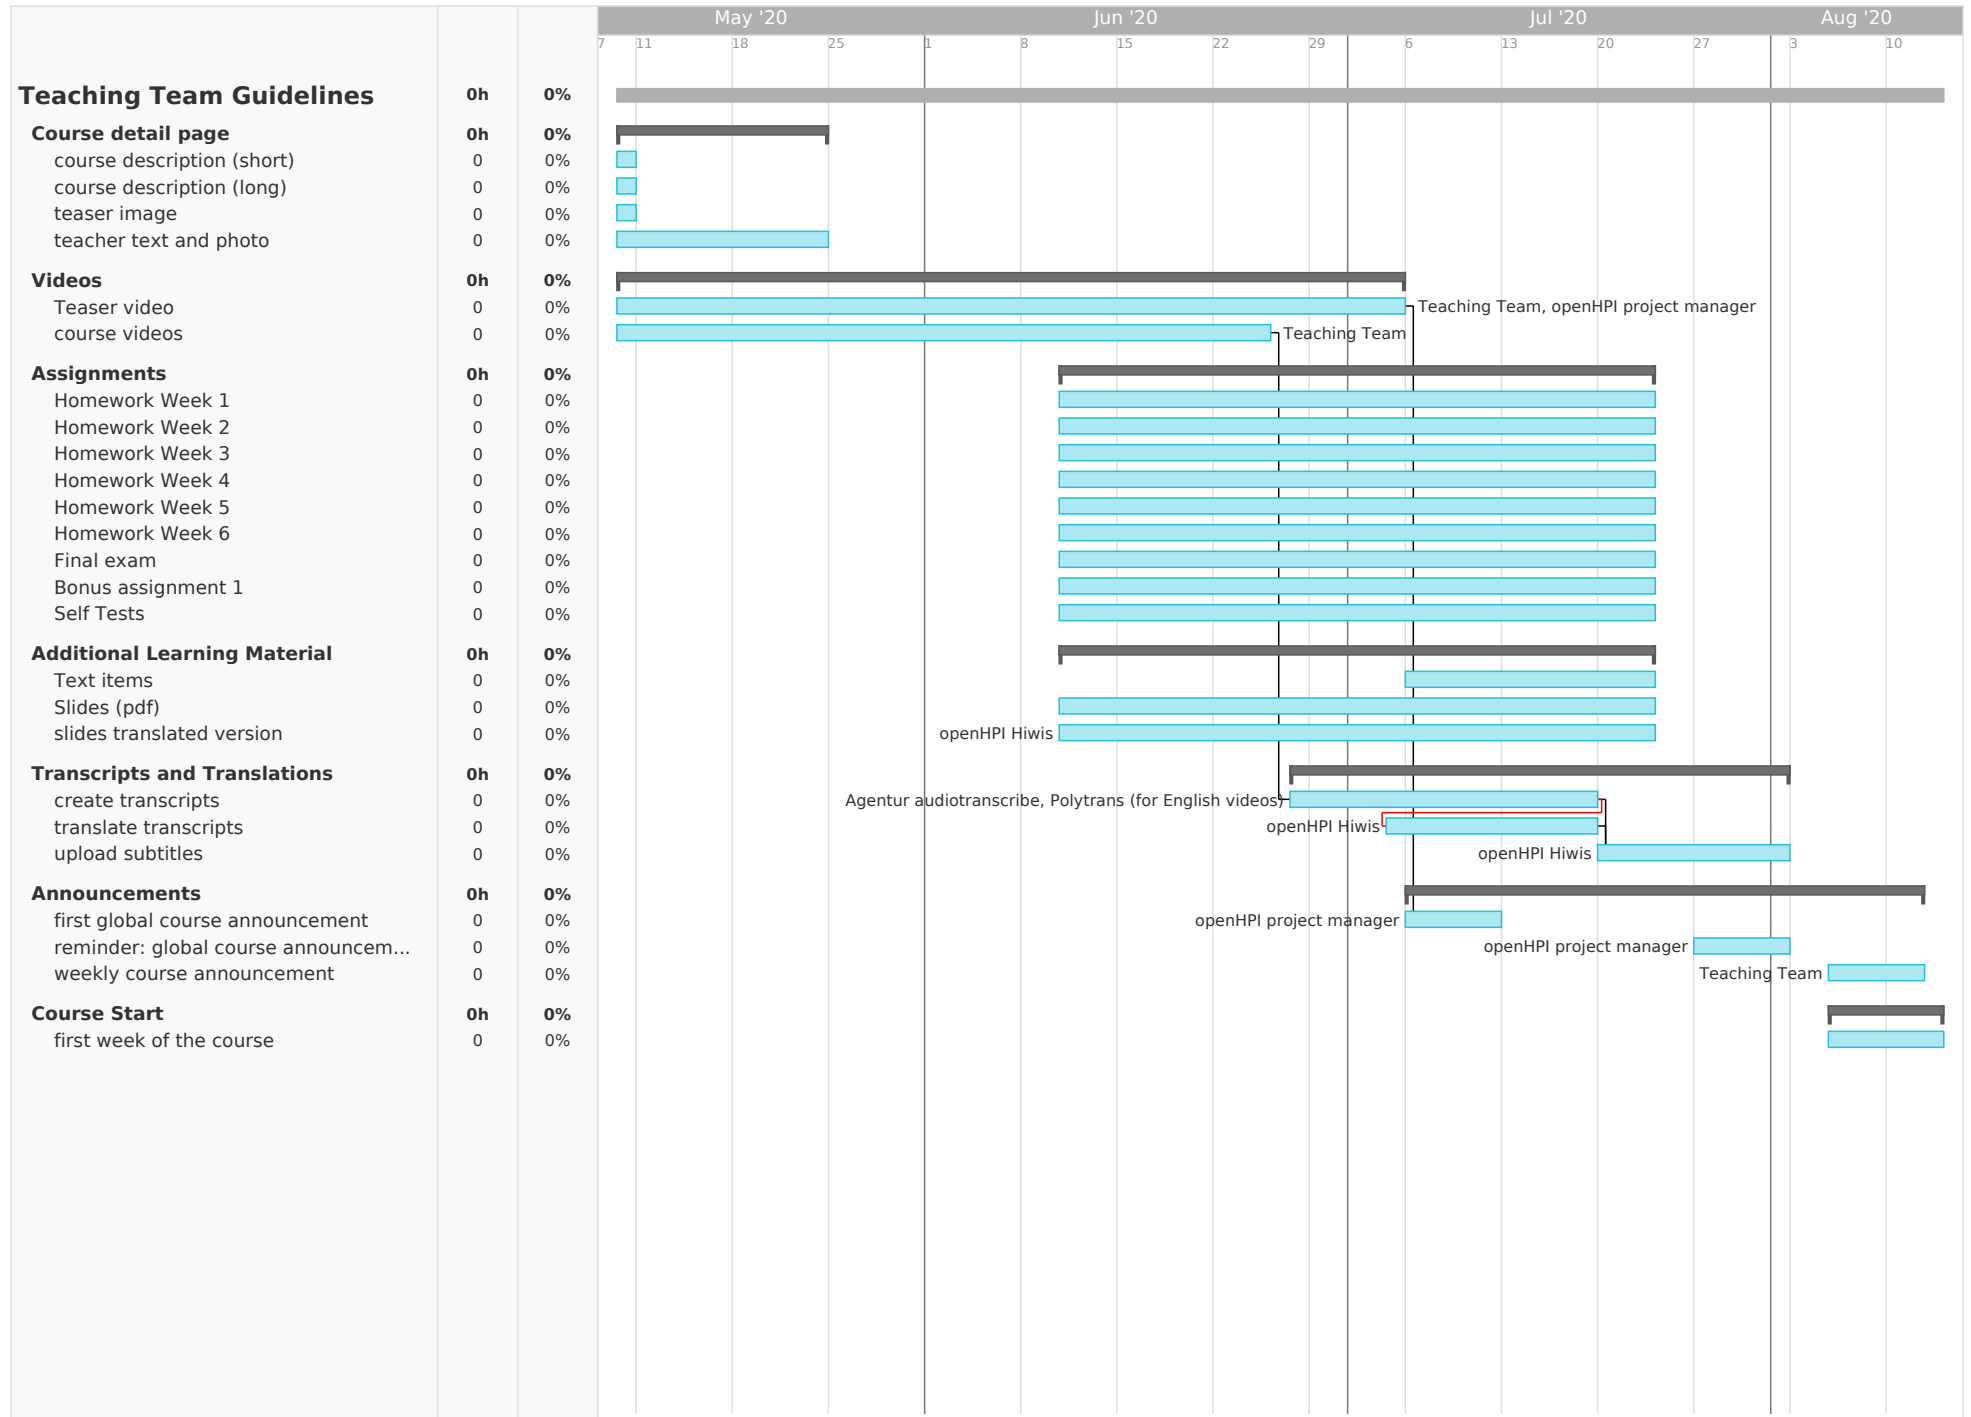 May '20 Jun '20 Jul '20 Aug '20
7 11 18 25 1 8 15 22 29 6 13 20 27 3 10
Teaching Team Guidelines 0h 0%
Course detail page 0h 0%
course description (short) 0 0%
course description (long) 0 0%
teaser image 0 0%
teacher text and photo 0 0%
Videos 0h 0%
Teaser video 0 0% Teaching Team, openHPI project manager
course videos 0 0% Teaching Team
Assignments 0h 0%
Homework Week 1 0 0%
Homework Week 2 0 0%
Homework Week 3 0 0%
Homework Week 4 0 0%
Homework Week 5 0 0%
Homework Week 6 0 0%
Final exam 0 0%
Bonus assignment 1 0 0%
Self Tests 0 0%
Additional Learning Material 0h 0%
Text items 0 0%
Slides (pdf) 0 0%
slides translated version 0 0% openHPI Hiwis
Transcripts and Translations 0h 0%
create transcripts 0 0% Agentur audiotranscribe, Polytrans (for English videos)
translate transcripts 0 0% openHPI Hiwis
upload subtitles 0 0% openHPI Hiwis
Announcements 0h 0%
first global course announcement 0 0% openHPI project manager
reminder: global course announcem... 0 0% openHPI project manager
weekly course announcement 0 0% Teaching Team
Course Start 0h 0%
first week of the course 0 0%